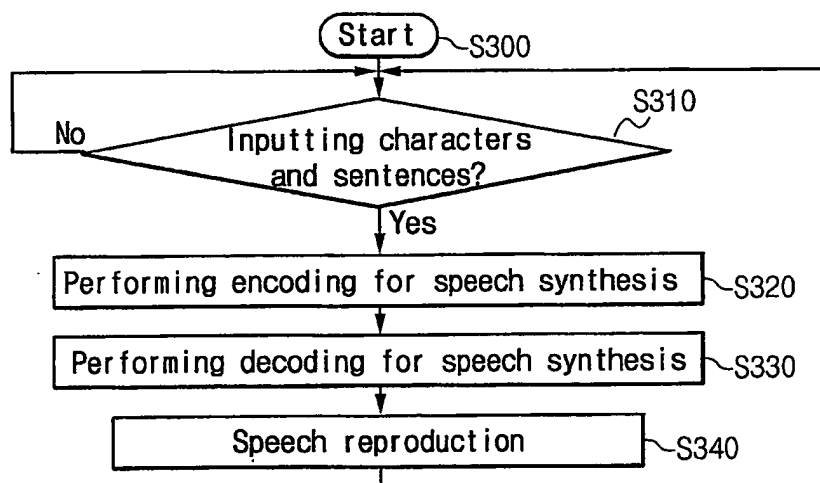 Start
S300
S310
No
Inputting characters
and sentences?
Yes
Performing encoding for speech synthesis
S320
Performing decoding for speech synthesis
S330
Speech reproduction
S340